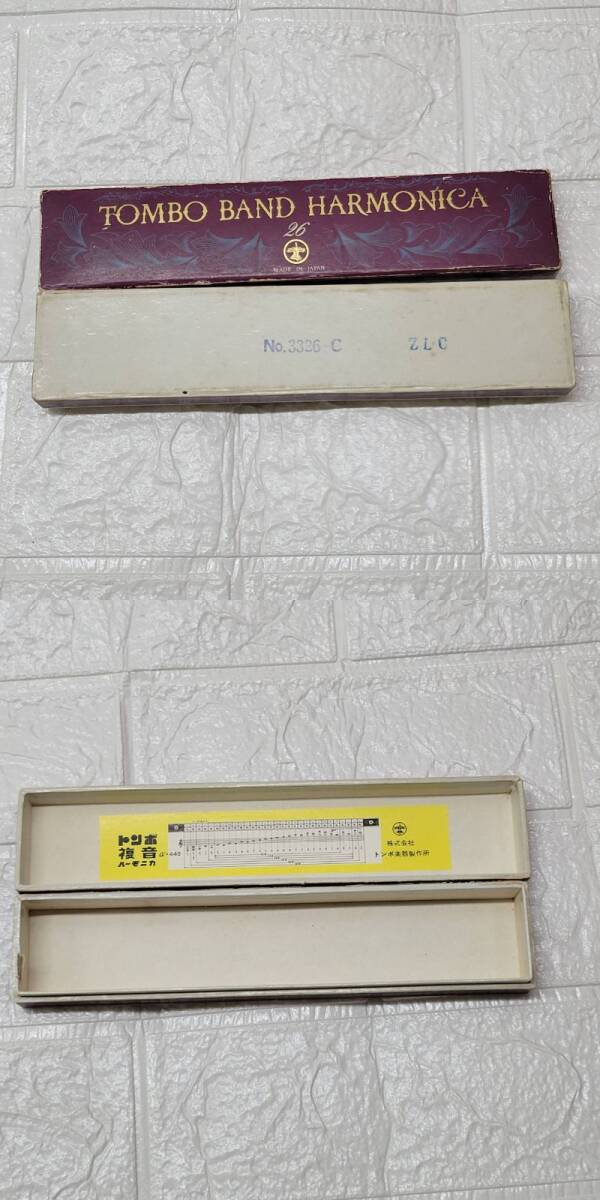 TOMBO BAND HARMONICA
26
MADE IN JAPAN
No.3326-C ZLC
トンボ
複音
ハーモニカ
株式会社
トンボ楽器製作所